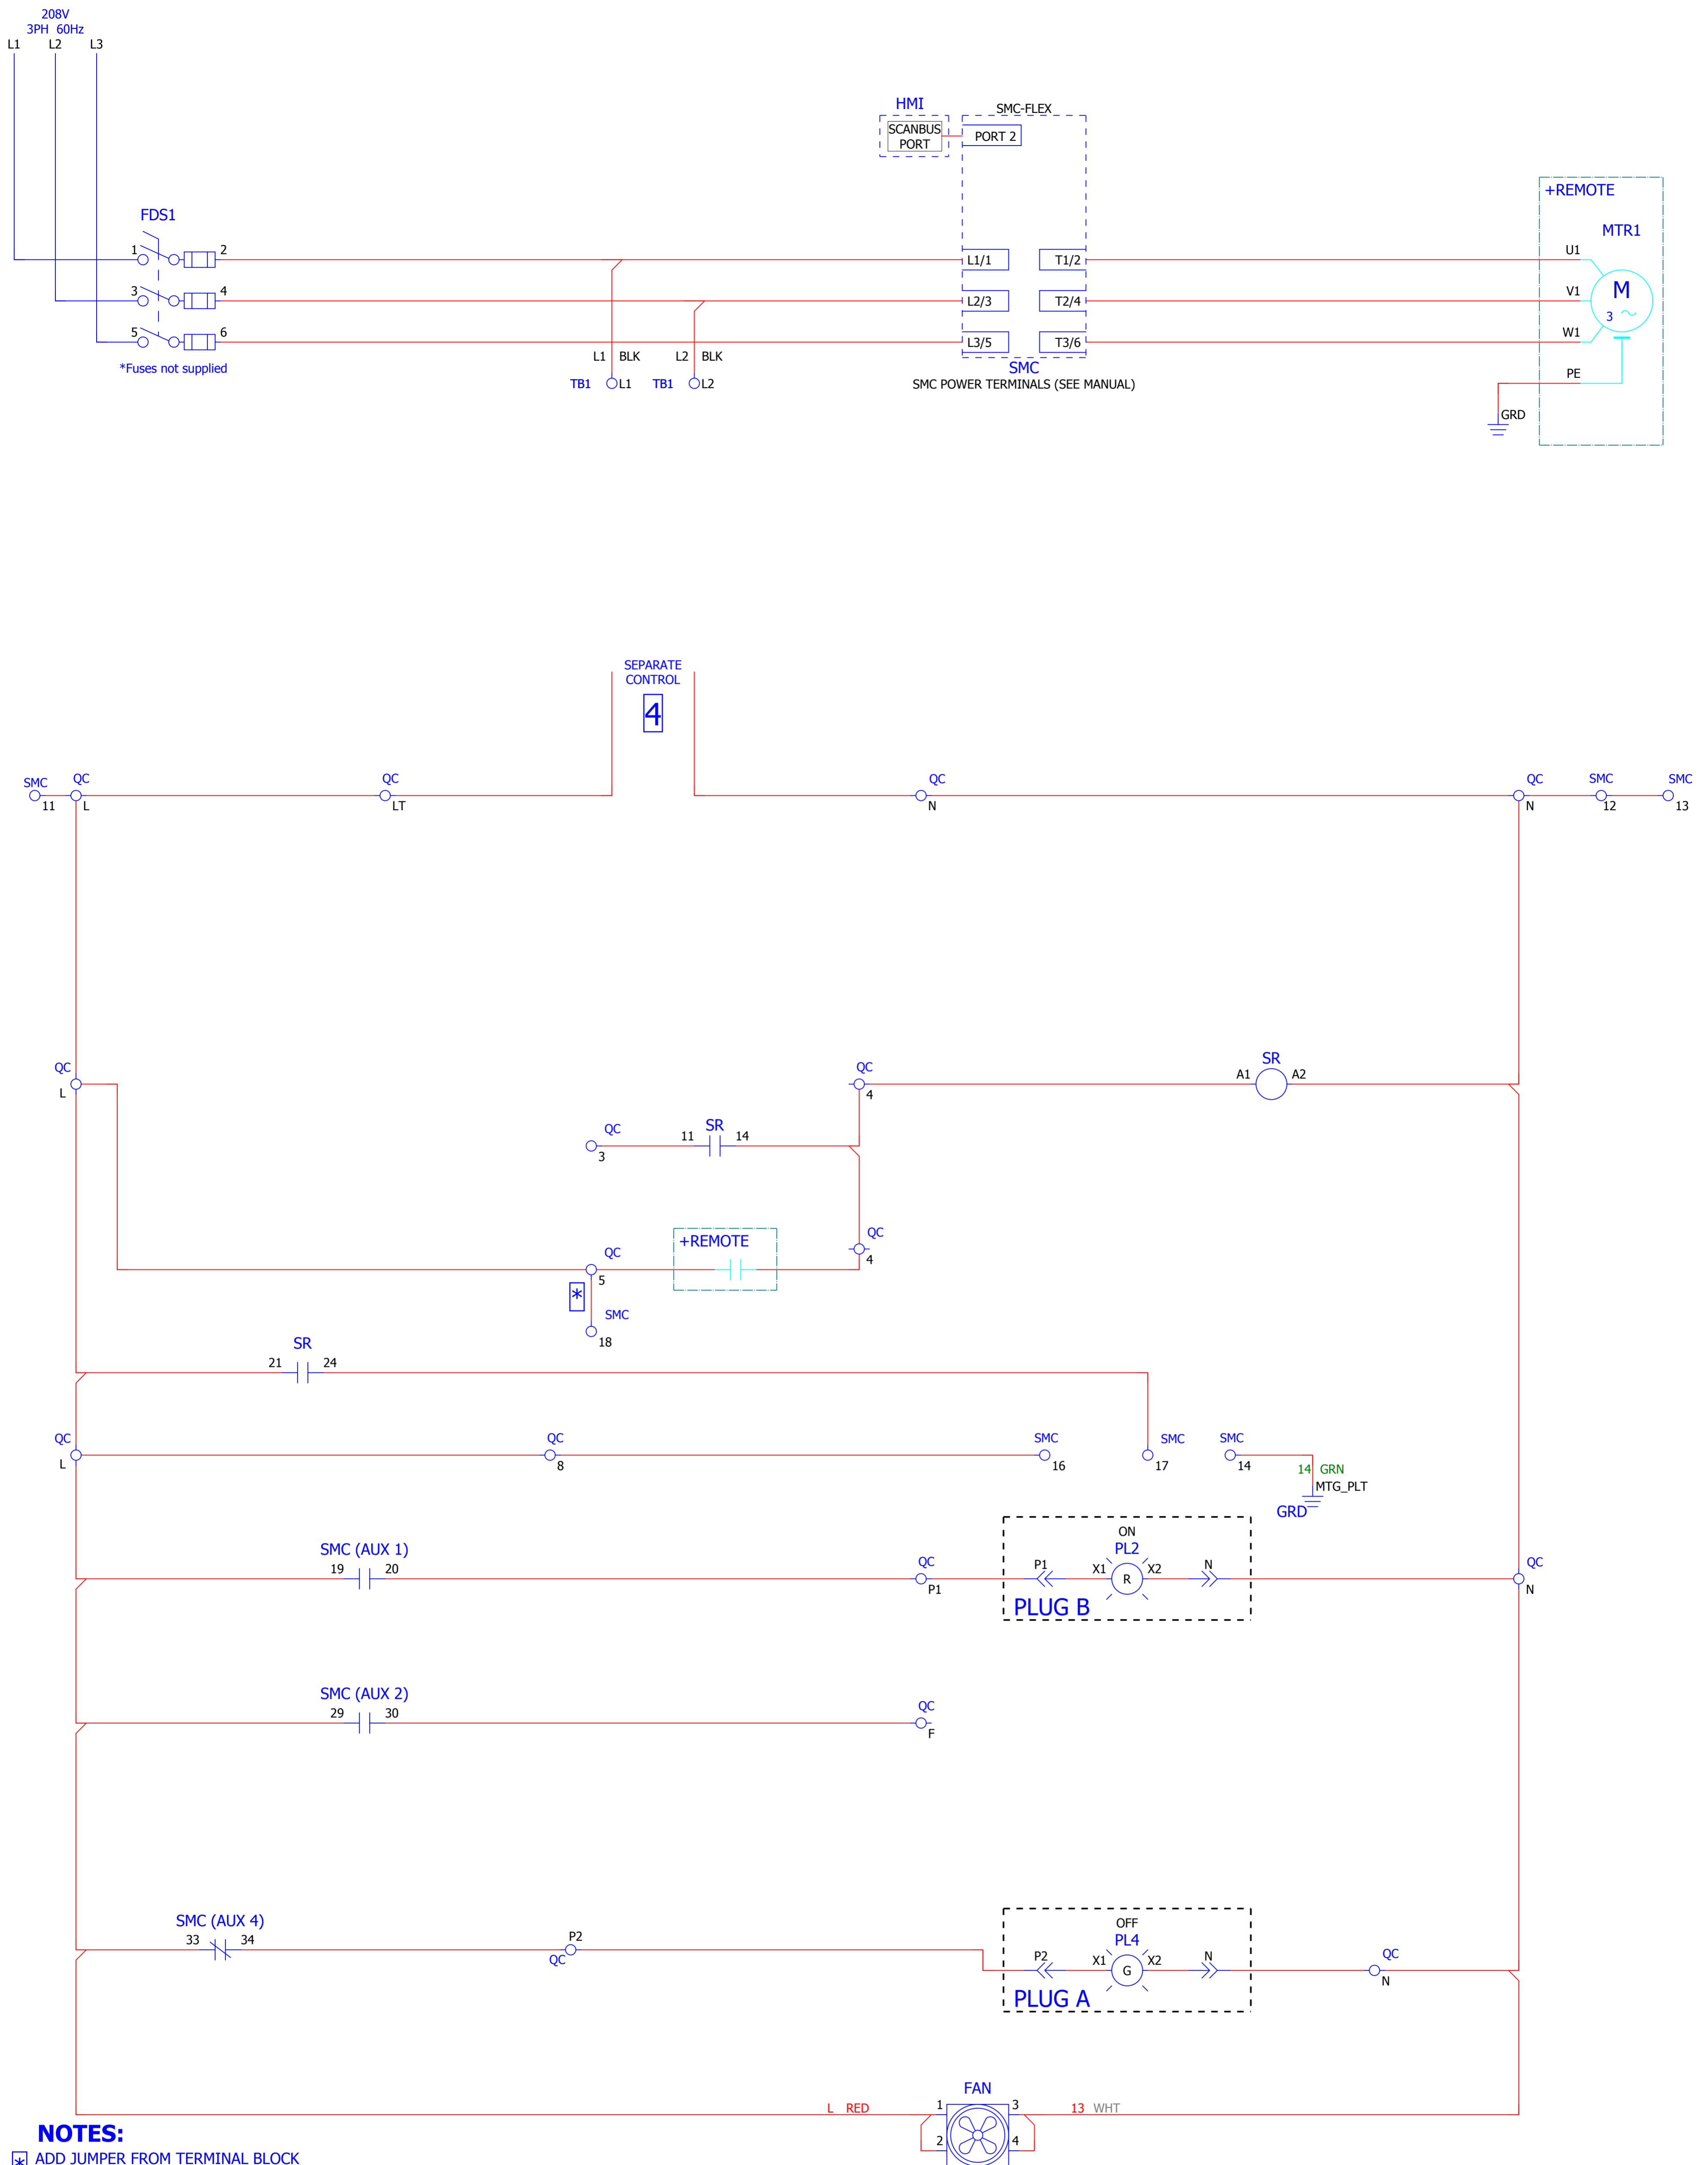 208V
3PH 60Hz
L1 L2 L3
HMI
SCANBUS
PORT
SMC-FLEX
PORT 2
+REMOTE
MTR1
FDS1
1 2
3 4
5 6
*Fuses not supplied
L1/1 T1/2
L2/3 T2/4
L3/5 T3/6
SMC
SMC POWER TERMINALS (SEE MANUAL)
U1
V1
W1
PE
M
3
GRD
L1 BLK L2 BLK
TB1 L1 TB1 L2
SEPARATE
CONTROL
4
SMC QC QC QC QC SMC SMC
11 L LT N N 12 13
QC QC SR
L 4 A1 A2
QC SR
3 11 14
QC +REMOTE QC
5 4
*
SMC
18
SR
21 24
QC QC SMC SMC SMC
L 8 16 17 14
14 GRN
MTG_PLT
GRD
SMC (AUX 1)
19 20
QC
P1
ON
PL2
P1 X1 R X2 N
PLUG B
QC
N
SMC (AUX 2)
29 30
QC
F
SMC (AUX 4)
33 34
P2
QC
OFF
PL4
P2 X1 G X2 N
PLUG A
QC
N
FAN
L RED 1 3 13 WHT
2 4
NOTES:
* ADD JUMPER FROM TERMINAL BLOCK